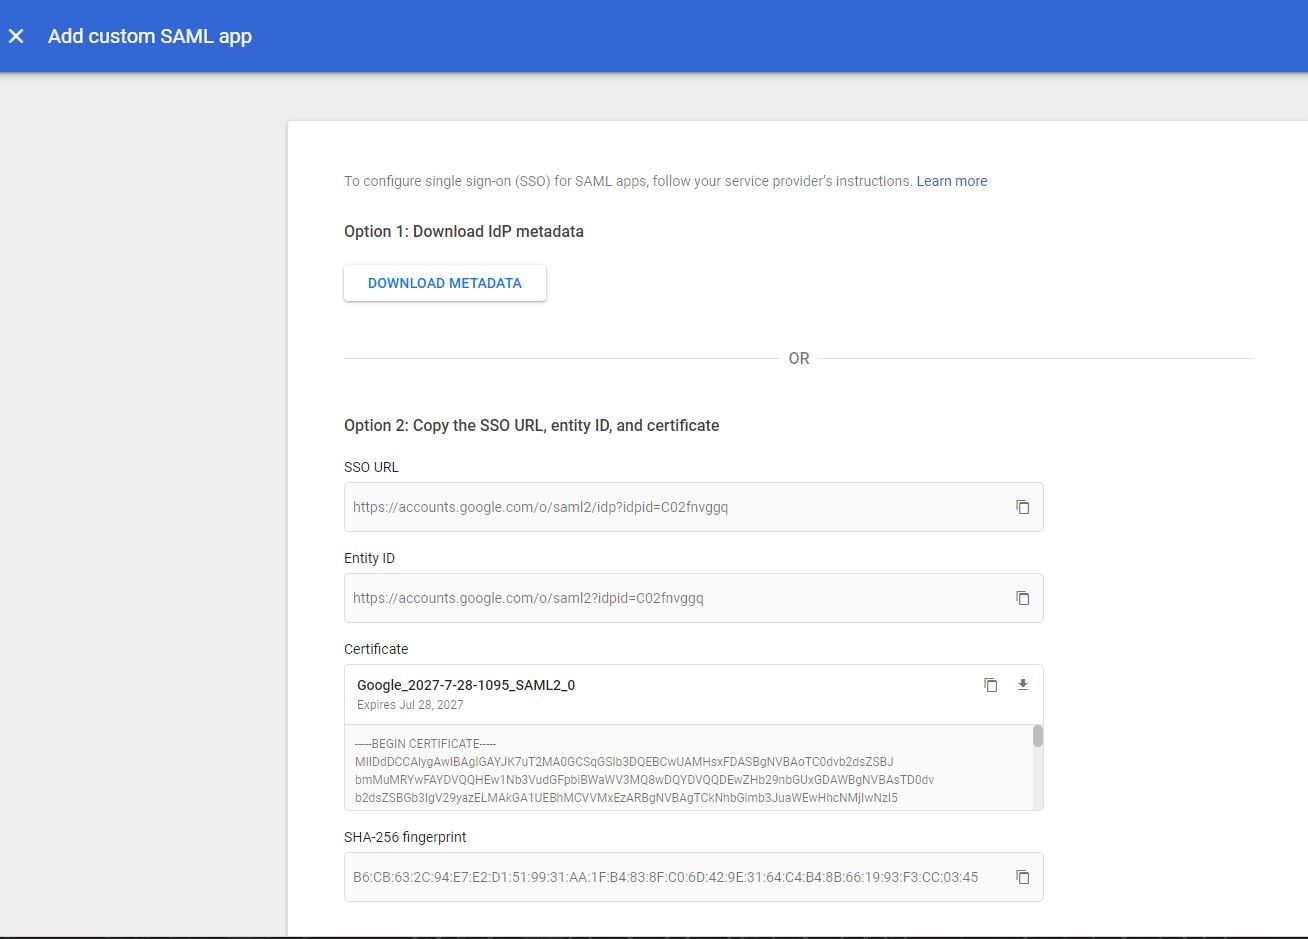 Add custom SAML app
To configure single sign-on (SSO) for SAML apps, follow your service provider's instructions. Learn more
Option 1: Download IdP metadata
DOWNLOAD METADATA
OR
Option 2: Copy the SSO URL, entity ID, and certificate
SSO URL
https://accounts.google.com/o/saml2/idp?idpid=C02fnvggq
Entity ID
https://accounts.google.com/o/saml2?idpid=C02fnvggq
Certificate
Google_2027-7-28-1095_SAML2_0
Expires Jul 28, 2027
-----BEGIN CERTIFICATE-----
MIIDdDCCAlygAwIBAgIGAYJK7uT2MA0GCSqGSIb3DQEBCwUAMHsxFDASBgNVBAoTC0dvb2dsZSBJ
bmMuMRYwFAYDVQQHEw1Nb3VudGFpbiBWaWV3MQ8wDQYDVQQDEwZHb29nbGUxGDAWBgNVBAsTD0dv
b2dsZSBGb3IgV29yazELMAkGA1UEBhMCVVMxEzARBgNVBAgTCkNhbGlmb3JuaWEwHhcNMjIwNzI5
SHA-256 fingerprint
B6:CB:63:2C:94:E7:E2:D1:51:99:31:AA:1F:B4:83:8F:C0:6D:42:9E:31:64:C4:B4:8B:66:19:93:F3:CC:03:45